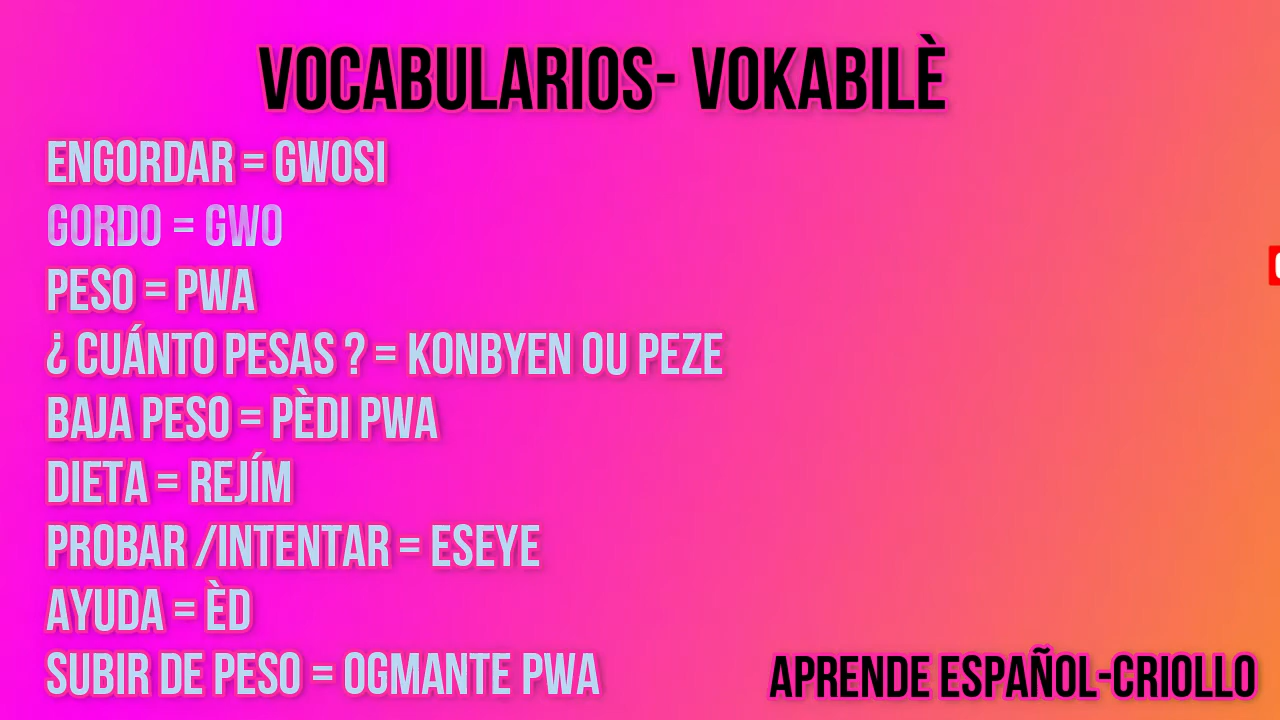 VOCABULARIOS- VOKABILÈ
ENGORDAR = GWOSI
GORDO = GWO
PESO = PWA
¿ CUÁNTO PESAS ? = KONBYEN OU PEZE
BAJA PESO = PÈDI PWA
DIETA = REJÍM
PROBAR /INTENTAR = ESEYE
AYUDA = ÈD
SUBIR DE PESO = OGMANTE PWA
APRENDE ESPAÑOL-CRIOLLO